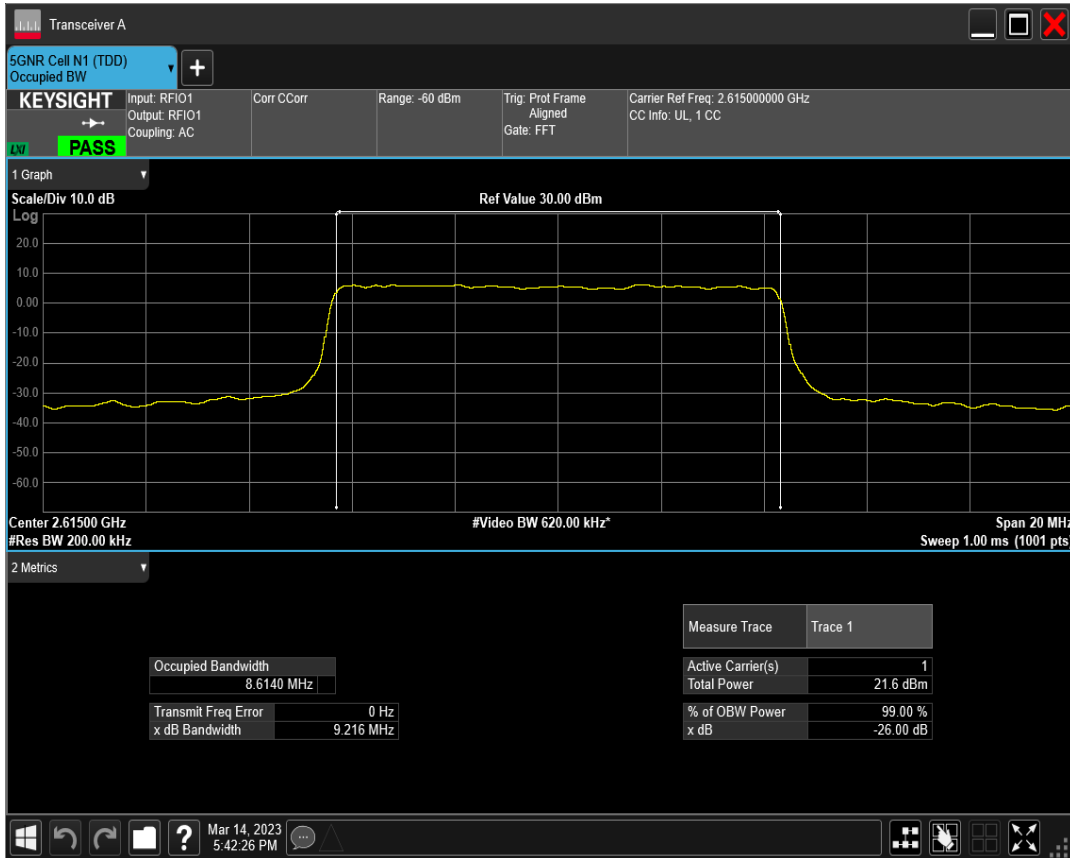 Transceiver A
5GNR Cell N1 (TDD)
Occupied BW
+
KEYSIGHT
LXI
PASS
Input: RFIO1
Output: RFIO1
Coupling: AC
Corr CCorr
Range: -60 dBm
Trig: Prot Frame
Aligned
Gate: FFT
Carrier Ref Freq: 2.615000000 GHz
CC Info: UL, 1 CC
1 Graph
Scale/Div 10.0 dB
Ref Value 30.00 dBm
Log
20.0
10.0
0.00
-10.0
-20.0
-30.0
-40.0
-50.0
-60.0
Center 2.61500 GHz
#Video BW 620.00 kHz*
Span 20 MHz
#Res BW 200.00 kHz
Sweep 1.00 ms (1001 pts)
2 Metrics
Measure Trace Trace 1
Occupied Bandwidth
8.6140 MHz
Active Carrier(s) 1
Total Power 21.6 dBm
Transmit Freq Error 0 Hz
x dB Bandwidth 9.216 MHz
% of OBW Power 99.00 %
x dB -26.00 dB
?
Mar 14, 2023
5:42:26 PM